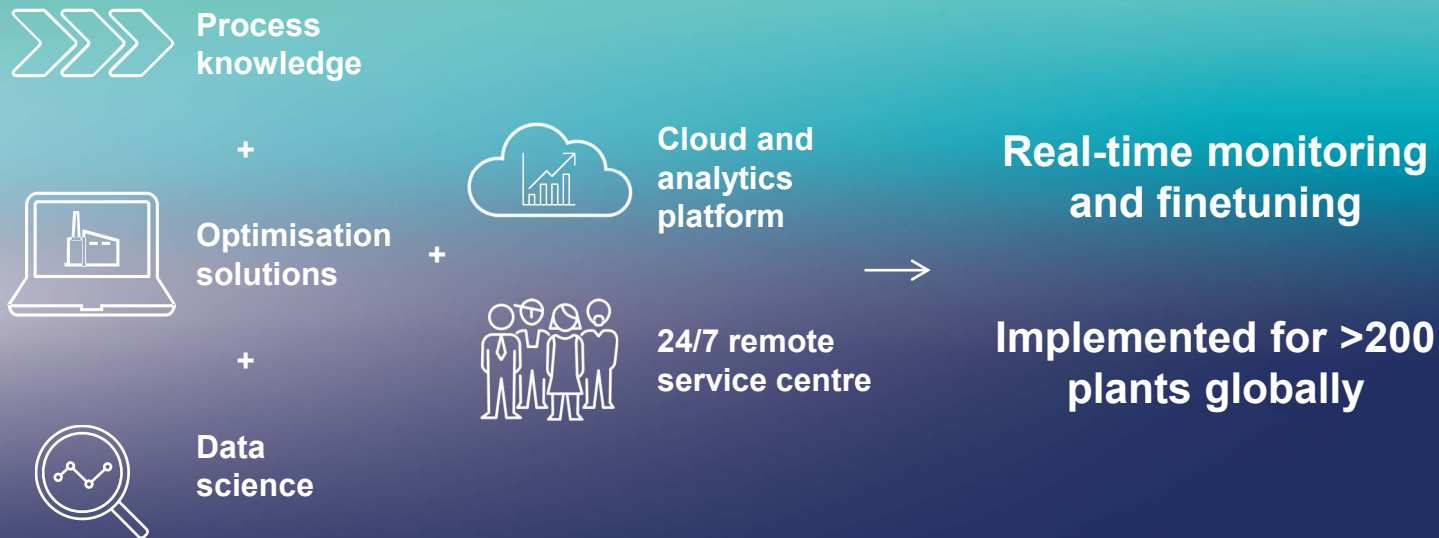 Process
knowledge
+
Optimisation
solutions
+
Data
science
+
Cloud and
analytics
platform
24/7 remote
service centre
Real-time monitoring
and finetuning
Implemented for >200
plants globally